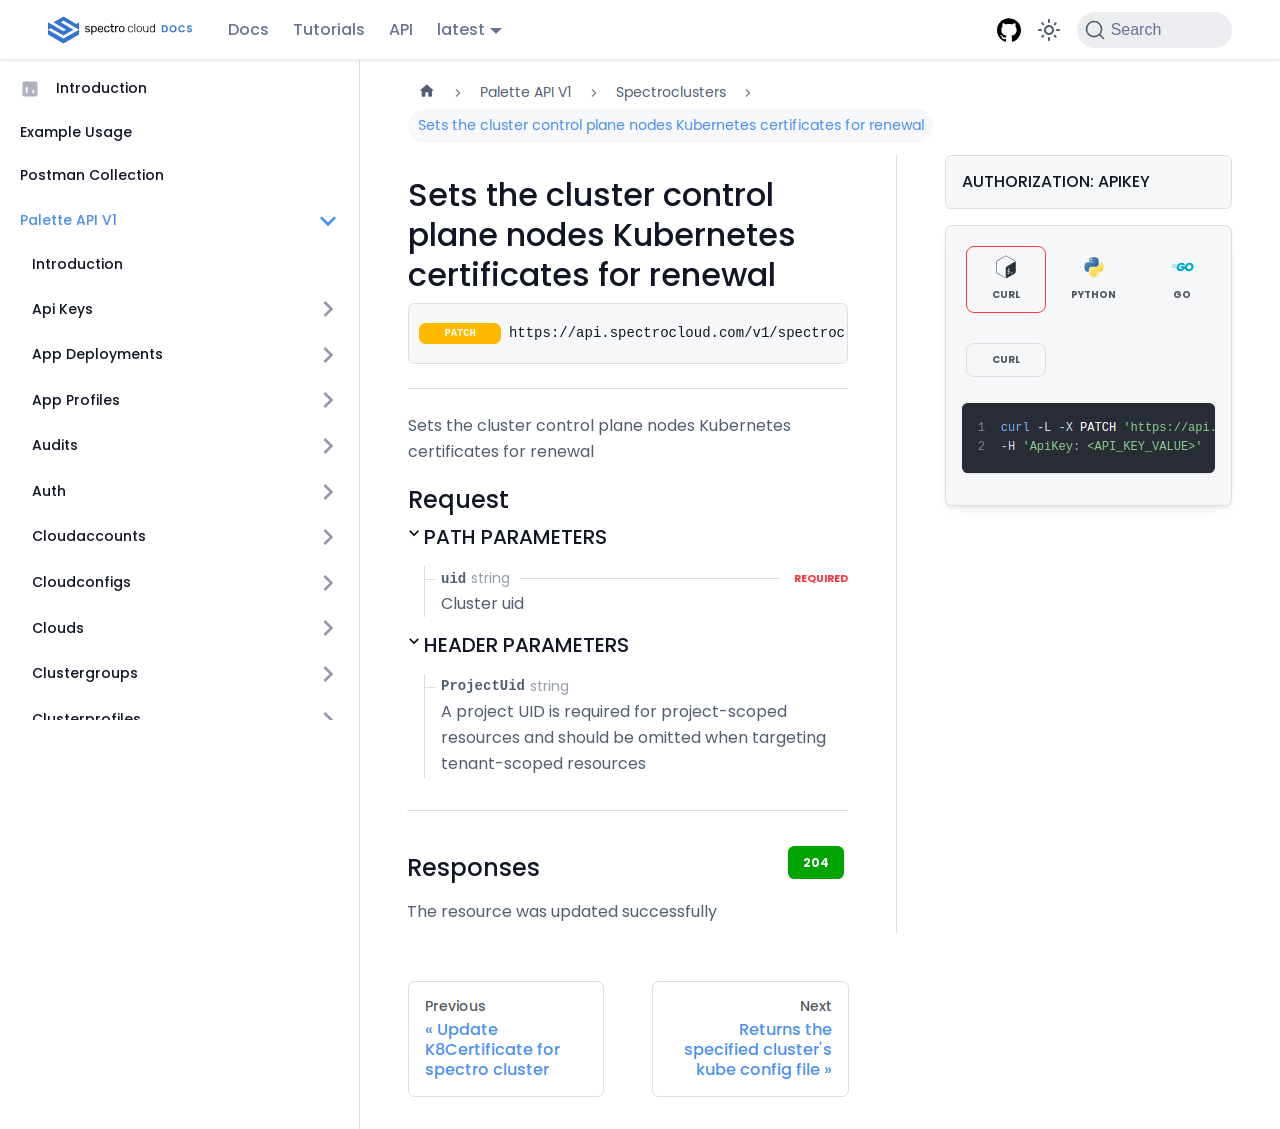 spectro cloud DOCS
Docs
Tutorials
API
latest
Search
Introduction
Example Usage
Postman Collection
Palette API V1
Introduction
Api Keys
App Deployments
App Profiles
Audits
Auth
Cloudaccounts
Cloudconfigs
Clouds
Clustergroups
Clusterprofiles
Palette API V1
Spectroclusters
Sets the cluster control plane nodes Kubernetes certificates for renewal
Sets the cluster control
plane nodes Kubernetes
certificates for renewal
PATCH https://api.spectrocloud.com/v1/spectroc
Sets the cluster control plane nodes Kubernetes
certificates for renewal
Request
PATH PARAMETERS
uid string REQUIRED
Cluster uid
HEADER PARAMETERS
ProjectUid string
A project UID is required for project-scoped
resources and should be omitted when targeting
tenant-scoped resources
Responses
204
The resource was updated successfully
Previous
« Update
K8Certificate for
spectro cluster
Next
Returns the
specified cluster's
kube config file »
AUTHORIZATION: APIKEY
CURL
PYTHON
GO
GO
CURL
1 curl -L -X PATCH 'https://api.
2 -H 'ApiKey: <API_KEY_VALUE>'